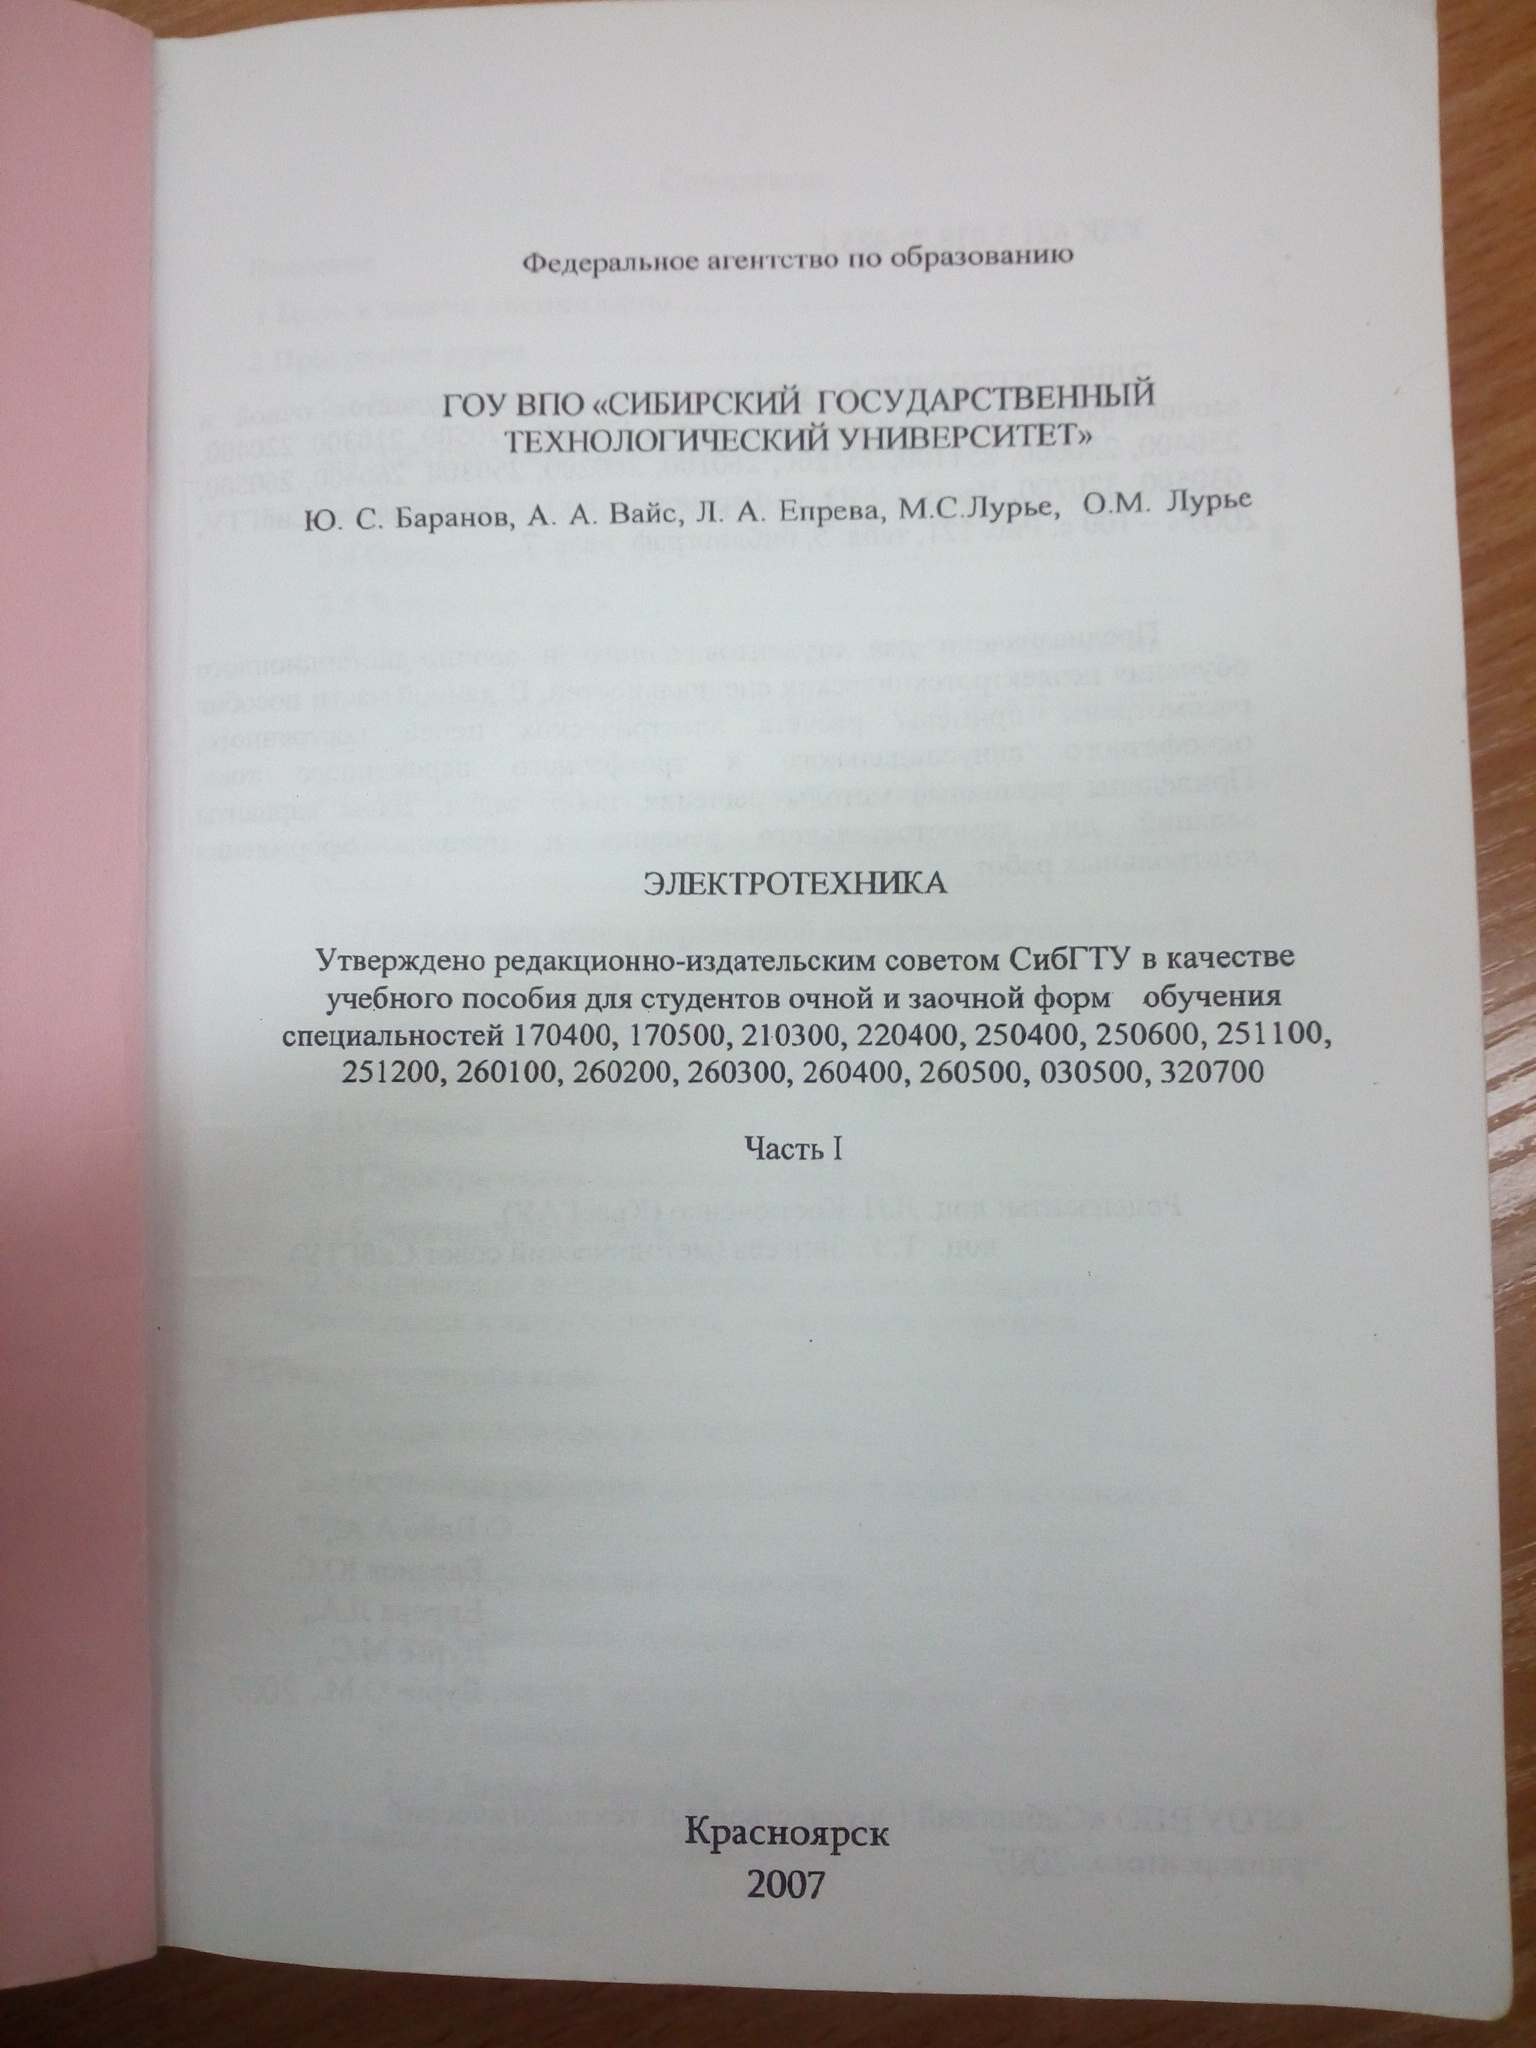 Федеральное агентство по образованию
ГОУ ВПО «СИБИРСКИЙ ГОСУДАРСТВЕННЫЙ
ТЕХНОЛОГИЧЕСКИЙ УНИВЕРСИТЕТ»
Ю. С. Баранов, А. А. Вайс, Л. А. Епрева, М.С.Лурье, О.М. Лурье
ЭЛЕКТРОТЕХНИКА
Утверждено редакционно-издательским советом СибГТУ в качестве
учебного пособия для студентов очной и заочной форм обучения
специальностей 170400, 170500, 210300, 220400, 250400, 250600, 251100,
251200, 260100, 260200, 260300, 260400, 260500, 030500, 320700
Часть I
Красноярск
2007